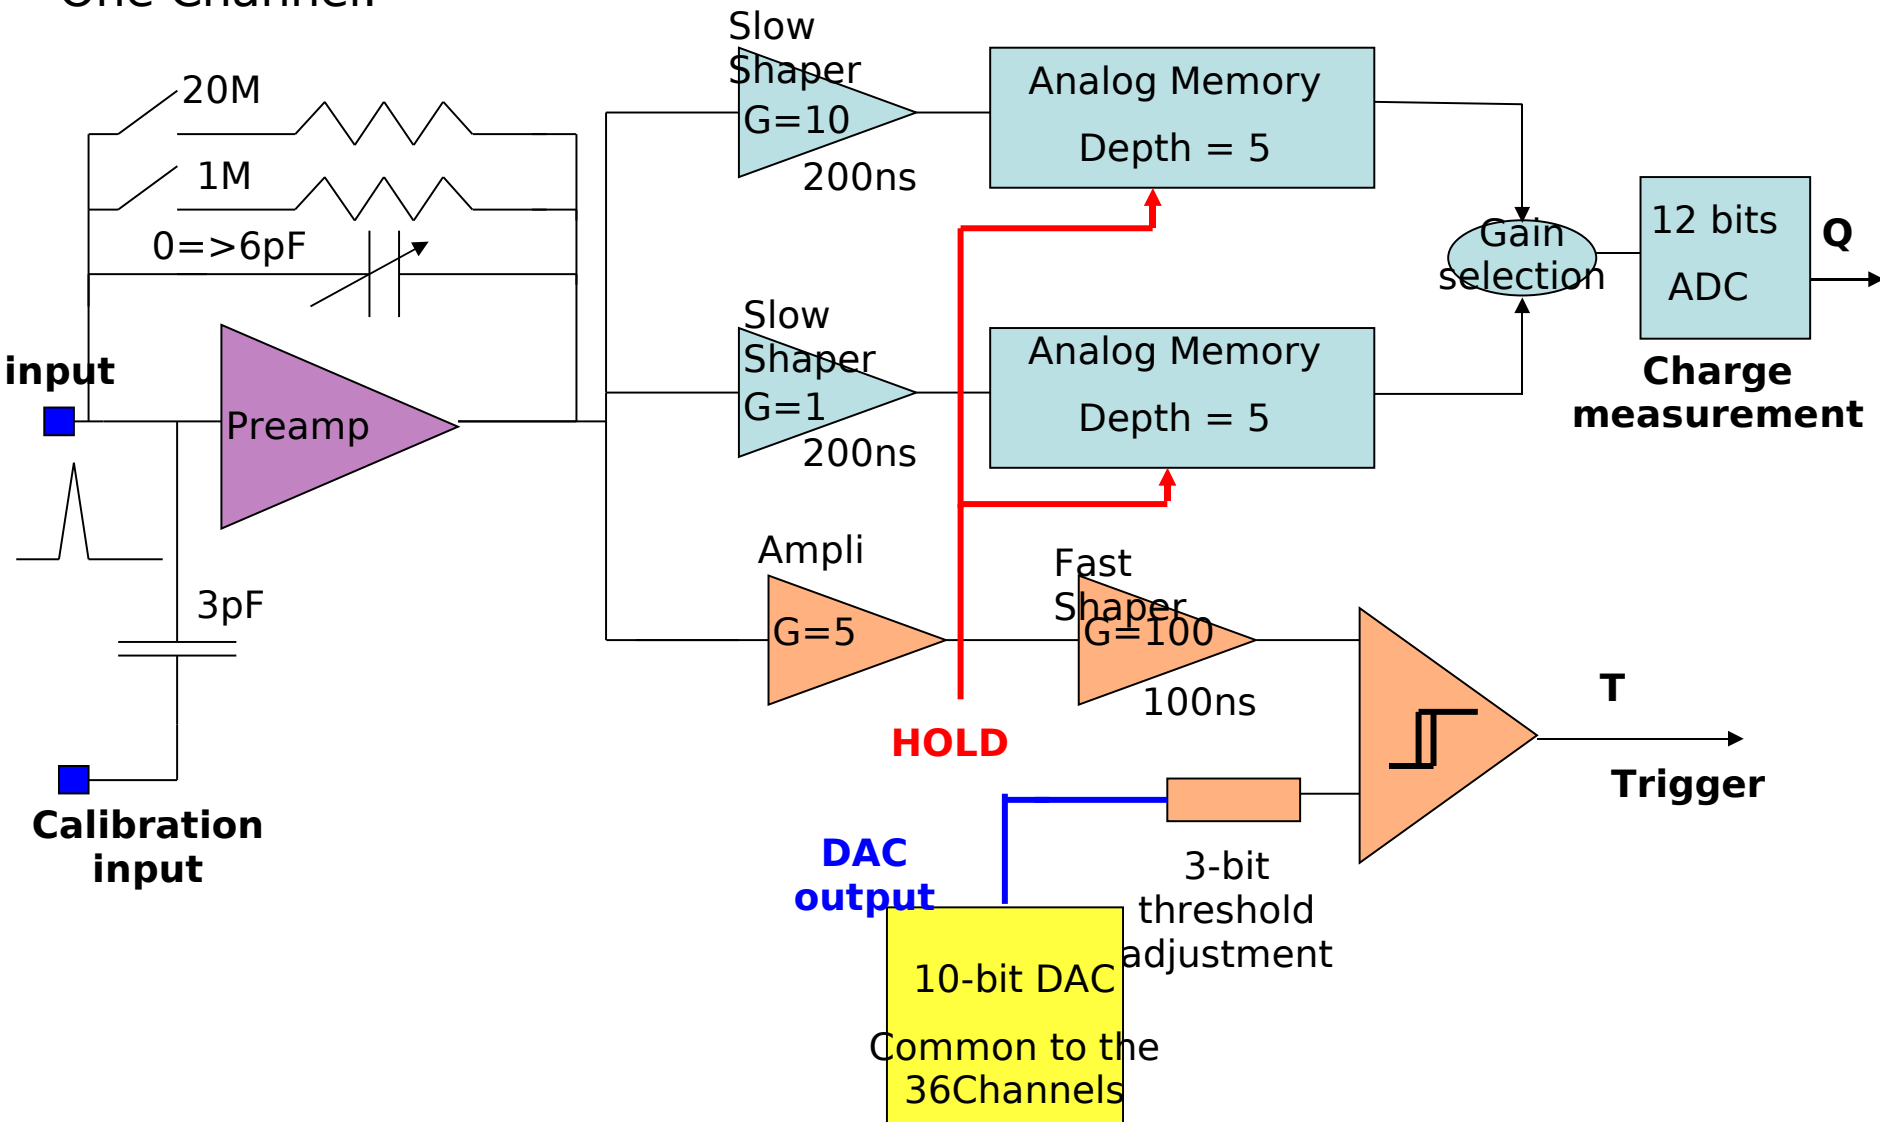 One Channel:
20M
1M
0=>6pF
input
Preamp
3pF
Calibration
input
Slow
Shaper
G=10
200ns
Analog Memory
Depth = 5
Slow
Shaper
G=1
200ns
Analog Memory
Depth = 5
Gain
selection
12 bits
ADC
Q
Charge
measurement
Ampli
G=5
HOLD
Fast
Shaper
G=100
100ns
T
Trigger
DAC
output
3-bit
threshold
adjustment
10-bit DAC
Common to the
36Channels